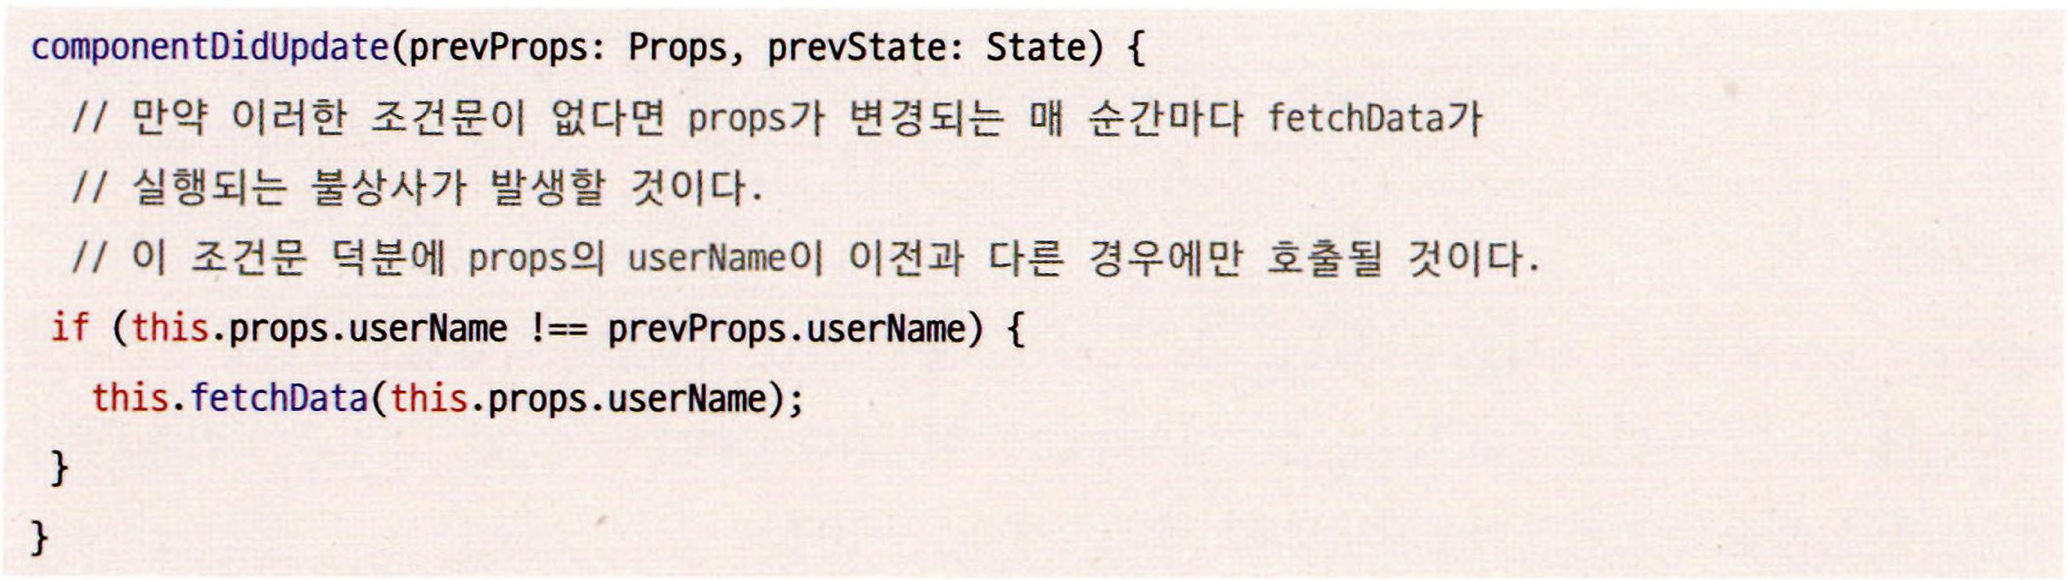 componentDidUpdate(prevProps: Props, prevState: State) {
// 만약 이러한 조건문이 없다면 props가 변경되는 매 순간마다 fetchData가
// 실행되는 불상사가 발생할 것이다.
// 이 조건문 덕분에 props의 userName이 이전과 다른 경우에만 호출될 것이다.
if (this.props.userName !== prevProps.userName) {
this.fetchData(this.props.userName);
}
}